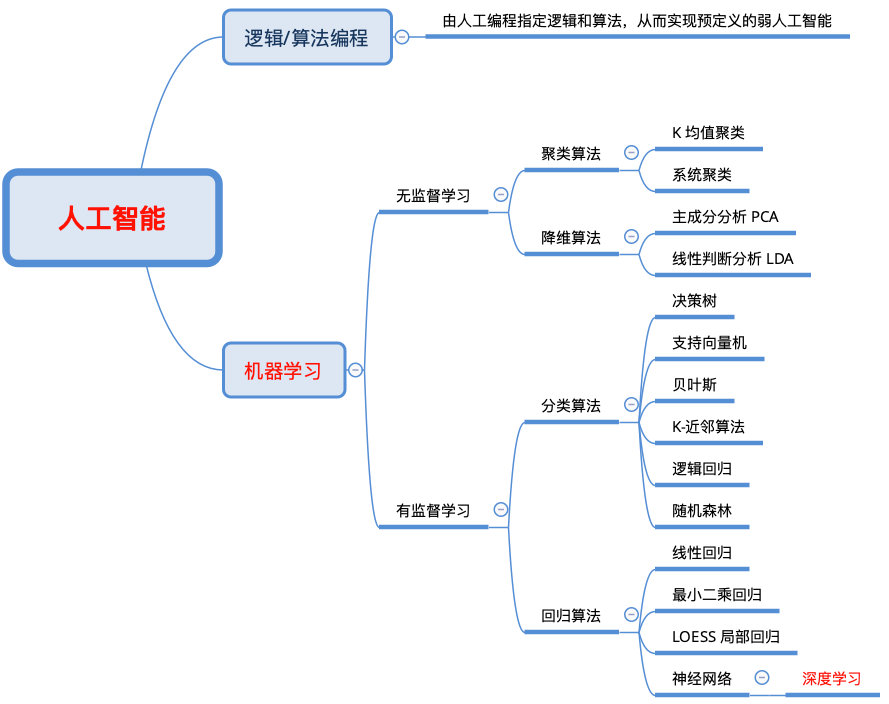 逻辑/算法编程
由人工编程指定逻辑和算法，从而实现预定义的弱人工智能
人工智能
机器学习
无监督学习
聚类算法
K 均值聚类
系统聚类
降维算法
主成分分析 PCA
线性判断分析 LDA
有监督学习
分类算法
决策树
支持向量机
贝叶斯
K-近邻算法
逻辑回归
随机森林
回归算法
线性回归
最小二乘回归
LOESS 局部回归
神经网络
深度学习